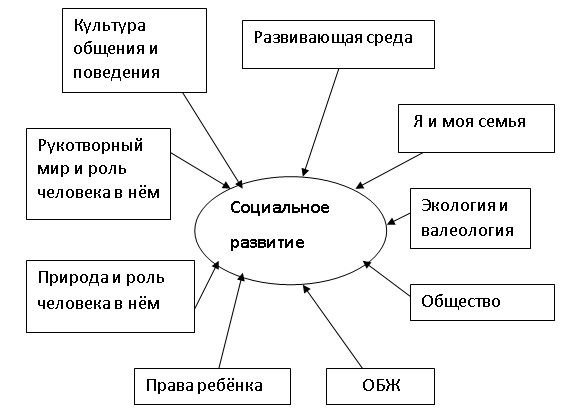 Культура
общения и
поведения
Развивающая среда
Я и моя семья
Рукотворный
мир и роль
человека в нём
Социальное
развитие
Экология и
валеология
Природа и роль
человека в нём
Общество
Права ребёнка
ОБЖ